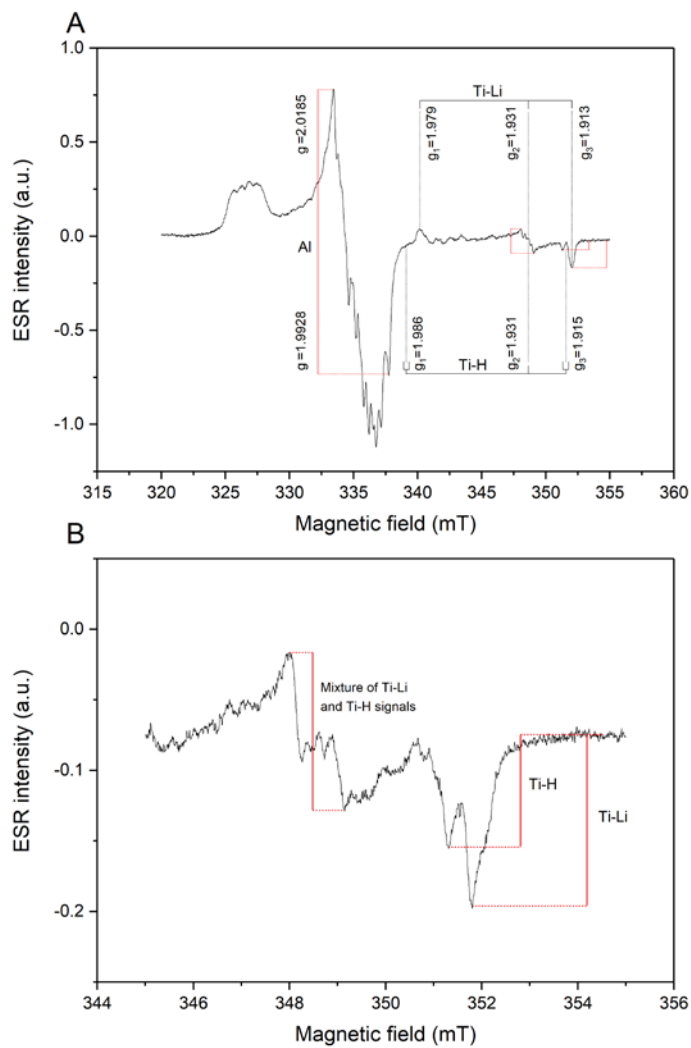 A
1.0
0.5
0.0
-0.5
-1.0
ESR intensity (a.u.)
315 320 325 330 335 340 345 350 355 360
Magnetic field (mT)
g=2.0185
Al
g=1.9928
Ti-Li
g₁=1.979
g₂=1.931
g₃=1.913
g₁=1.986
g₂=1.931
g₃=1.915
Ti-H
B
0.0
-0.1
-0.2
ESR intensity (a.u.)
344 346 348 350 352 354 356
Magnetic field (mT)
Mixture of Ti-Li
and Ti-H signals
Ti-H
Ti-Li